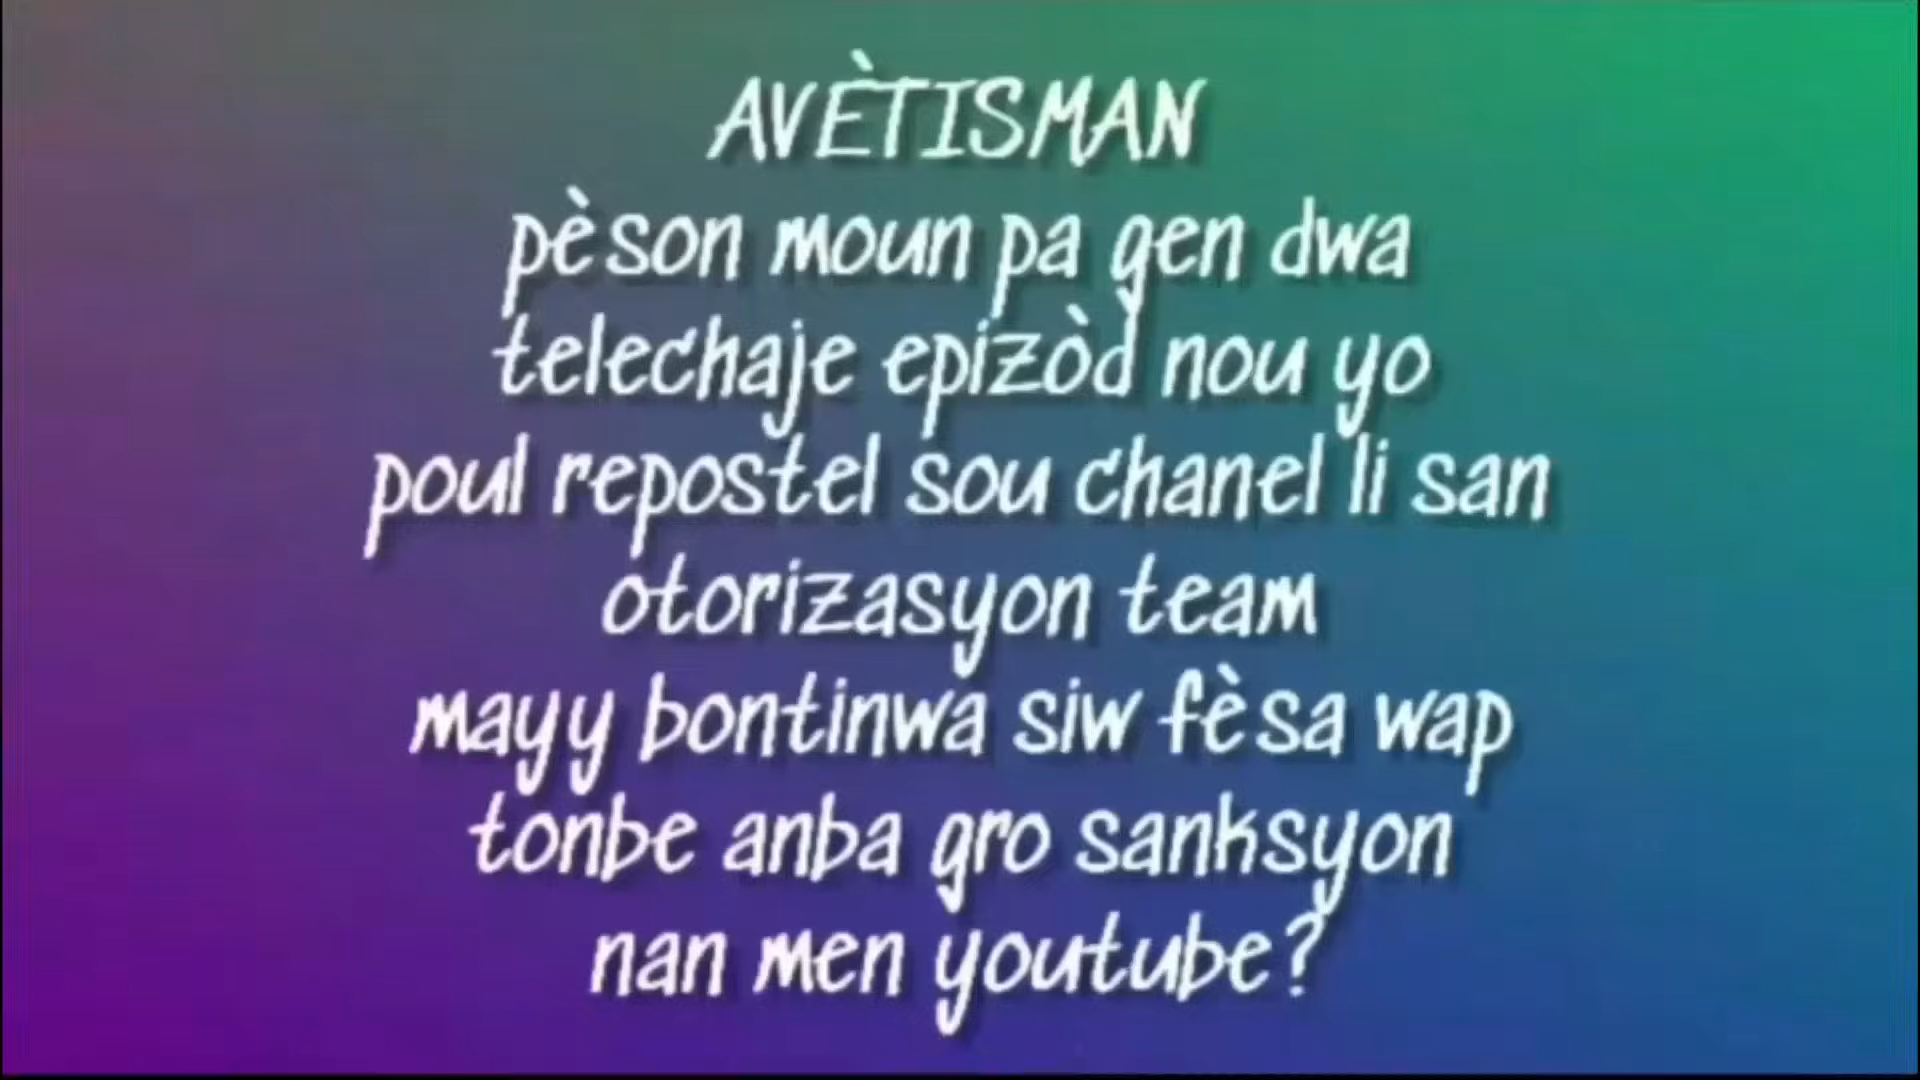 AVÈTISMAN
pèson moun pa gen dwa
telechaje epizòd nou yo
poul repostel sou chanel li san
otorizasyon team
mayy bontinwa siw fèsa wap
tonbe anba gro sanksyon
nan men youtube?